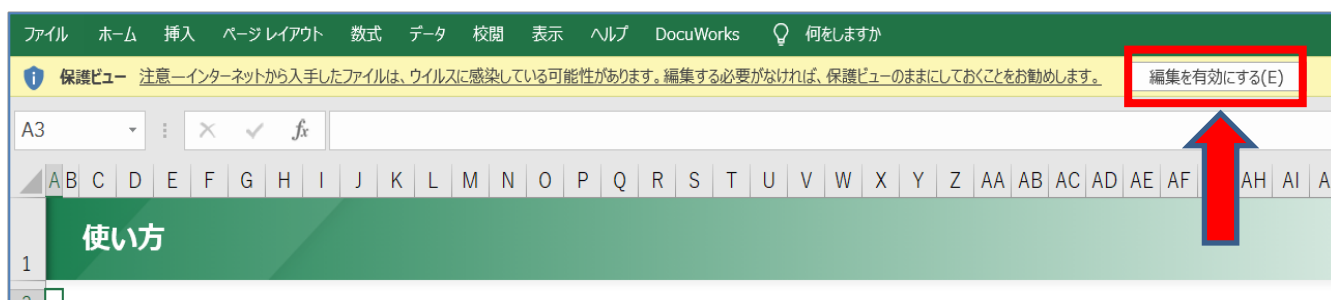 ファイル ホーム 挿入 ページ レイアウト 数式 データ 校閲 表示 ヘルプ DocuWorks 何をしますか
保護ビュー 注意—インターネットから入手したファイルは、ウイルスに感染している可能性があります。編集する必要がなければ、保護ビューのままにしておくことをお勧めします。 編集を有効にする(E)
A3 fx
A B C D E F G H I J K L M N O P Q R S T U V W X Y Z AA AB AC AD AE AF AH AI A
1 使い方